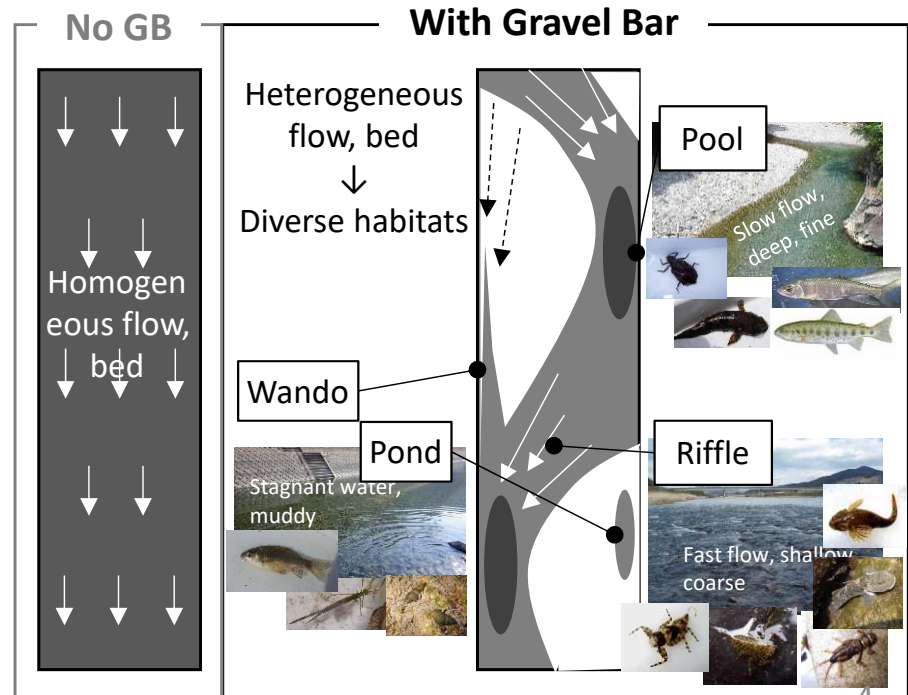 No GB
Homogen
eous flow,
bed
With Gravel Bar
Heterogeneous
flow, bed
↓
Diverse habitats
Pool
Slow flow,
deep, fine
Wando
Pond
Stagnant water,
muddy
Riffle
Fast flow, shallow,
coarse
4